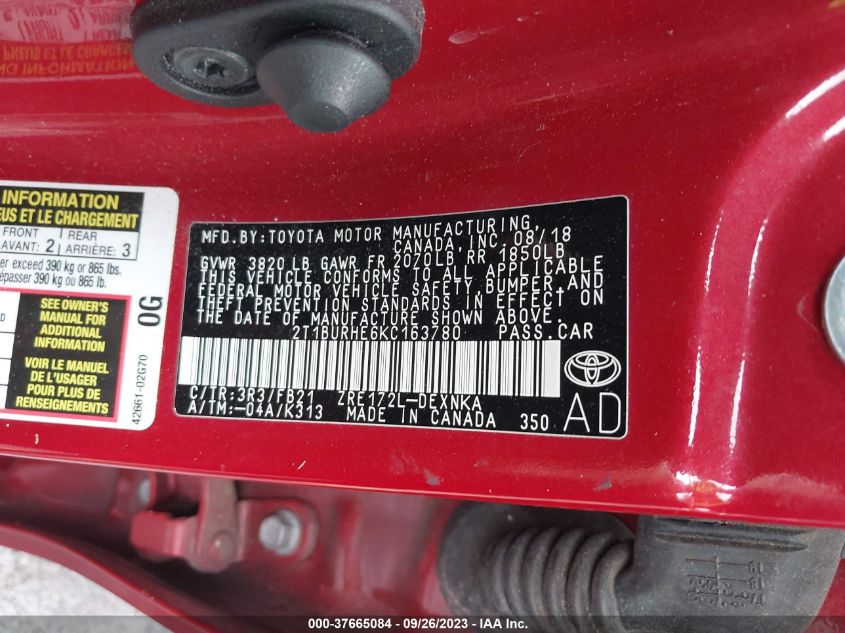 INFORMATION
EUS ET LE CHARGEMENT
FRONT
AVANT: 2
REAR
ARRIÈRE: 3
er exceed 390 kg or 865 lbs.
épasser 390 kg ou 865 lb.
SEE OWNER'S
MANUAL FOR
ADDITIONAL
INFORMATION
VOIR LE MANUEL
DE L'USAGER
POUR PLUS DE
RENSEIGNEMENTS
OG
42661-02G70
MFD.BY:TOYOTA MOTOR MANUFACTURING,
CANADA,INC. 08/18
GVWR 3820LB GAWR FR 2070LB RR 1850LB
THIS VEHICLE CONFORMS TO ALL APPLICABLE
FEDERAL MOTOR VEHICLE SAFETY,BUMPER,AND
THEFT PREVENTION STANDARDS IN EFFECT ON
THE DATE OF MANUFACTURE SHOWN ABOVE.
2T1BURHE6KC163780 PASS.CAR
C/TR:3R3/FB21 ZRE172L-DEXNKA
A/TM:-04A/K313 MADE IN CANADA 350
AD
000-37665084 - 09/26/2023 - IAA Inc.